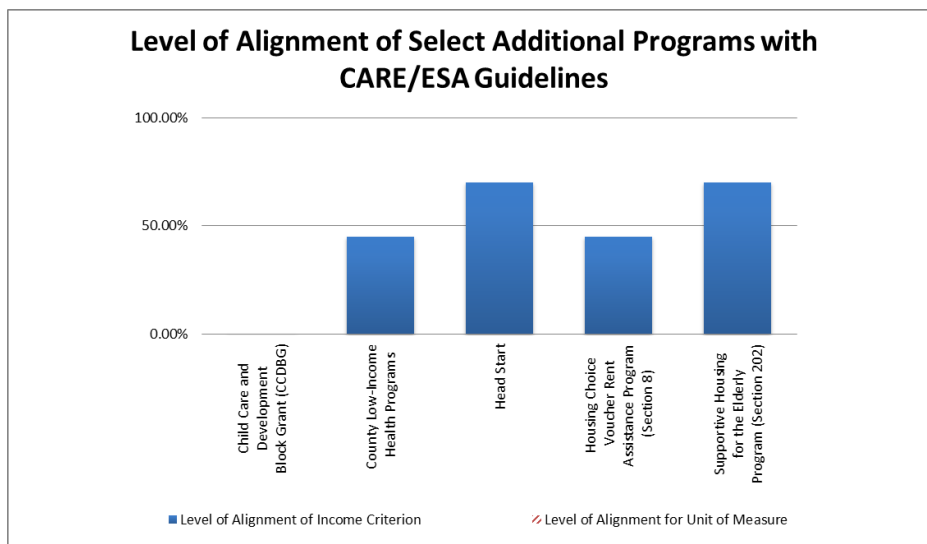 Level of Alignment of Select Additional Programs with
CARE/ESA Guidelines
100.00%
50.00%
0.00%
Child Care and
Development
Block Grant (CCDBG)
County Low-Income
Health Programs
Head Start
Housing Choice
Voucher Rent
Assistance Program
(Section 8)
Supportive Housing
for the Elderly
Program (Section 202)
Level of Alignment of Income Criterion
Level of Alignment for Unit of Measure